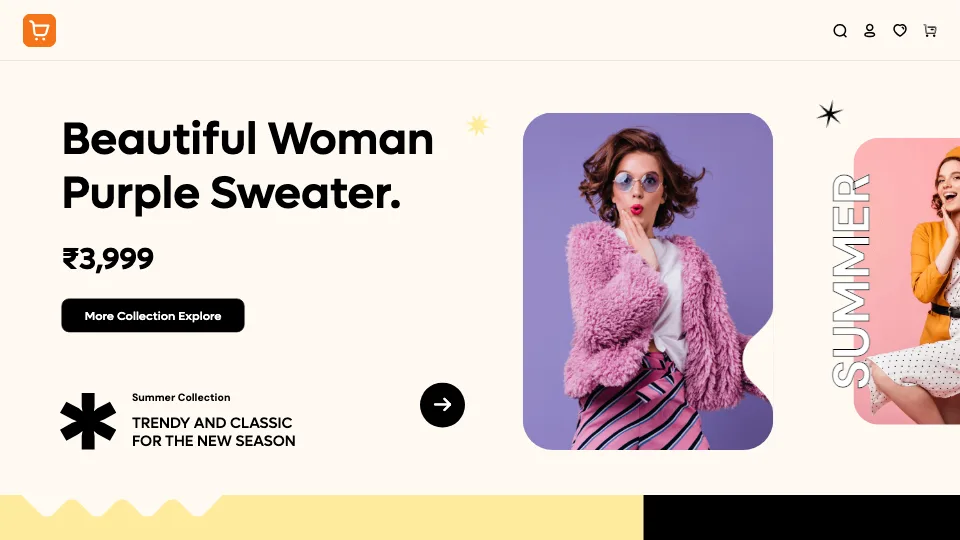 Beautiful Woman
Purple Sweater.
₹3,999
More Collection Explore
Summer Collection
TRENDY AND CLASSIC
FOR THE NEW SEASON
SUMMER